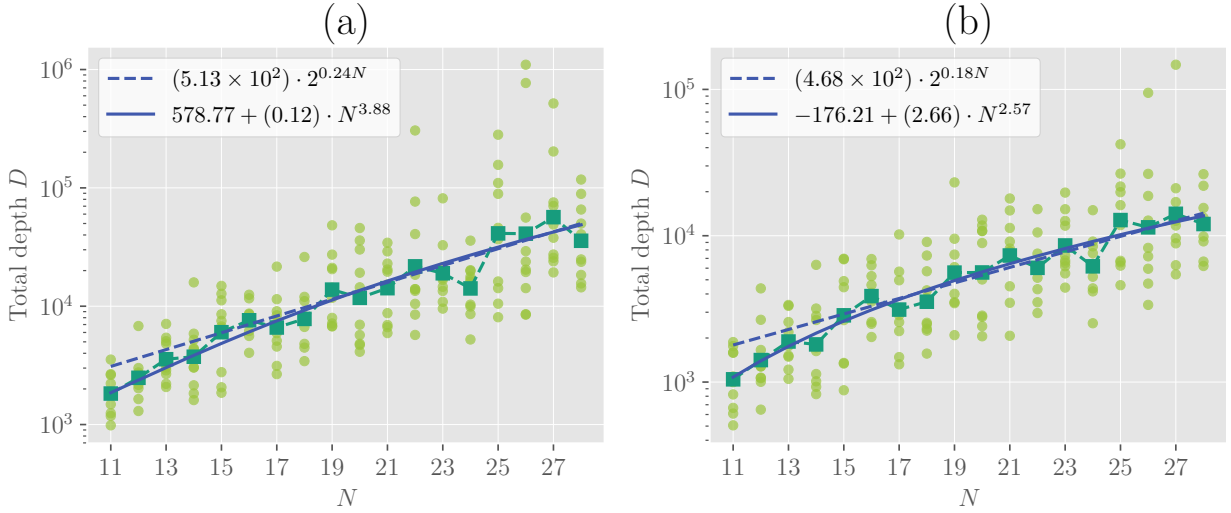 (a)
Total depth D
10^6
10^5
10^4
10^3
(5.13 × 10^2) · 2^{0.24N}
578.77 + (0.12) · N^{3.88}
11 13 15 17 19 21 23 25 27
N
(b)
Total depth D
10^5
10^4
10^3
(4.68 × 10^2) · 2^{0.18N}
−176.21 + (2.66) · N^{2.57}
11 13 15 17 19 21 23 25 27
N